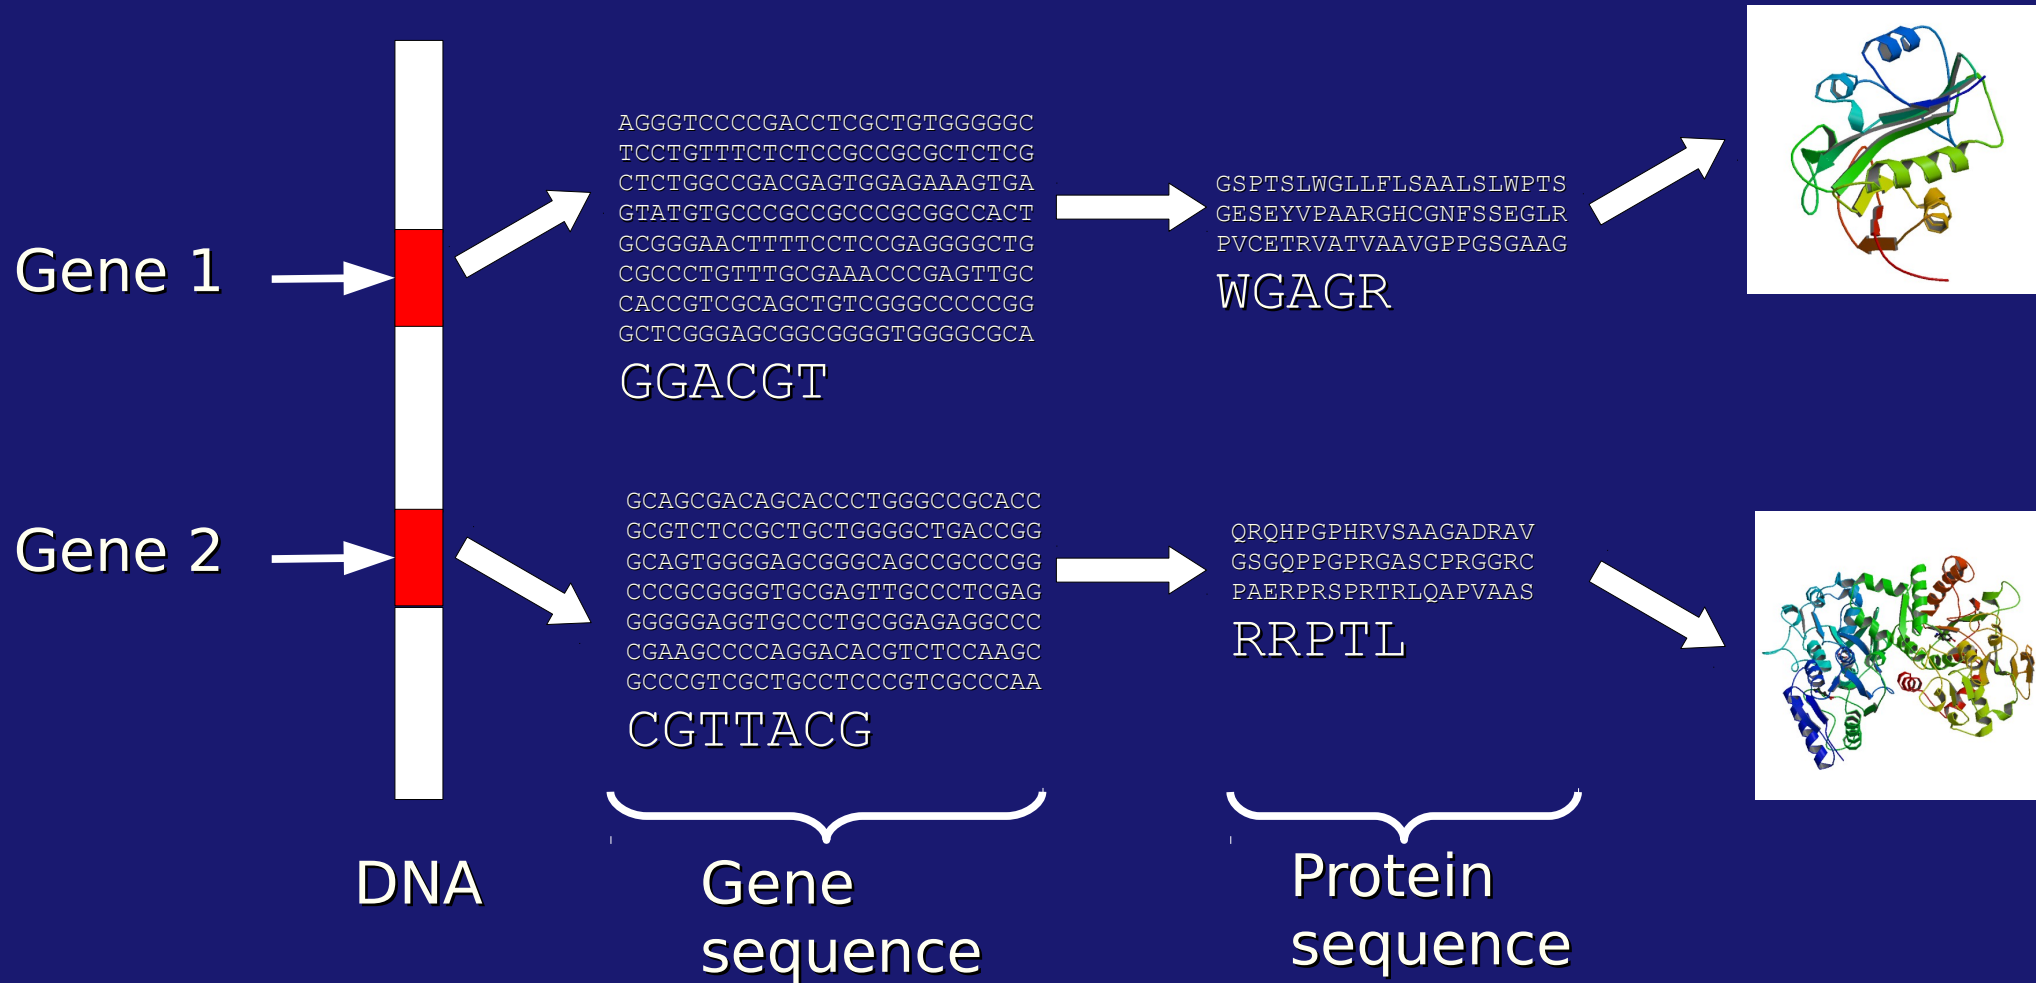 Gene 1
AGGGTCCCCGACCTCGCTGTGGGGGC
TCCTGTTTCTCTCCGCCGCGCTCTCG
CTCTGGCCGACGAGTGGAGAAAGTGA
GTATGTGCCCGCCGCCCGCGGCCACT
GCGGGAACTTTTCCTCCGAGGGGCTG
CGCCCTGTTTGCGAAACCCGAGTTGC
CACCGTCGCAGCTGTCGGGCCCCCGG
GCTCGGGAGCGGCGGGGTGGGGCGCA
GGACGT
GSPTSLWGLLFLSAALSLWPTS
GESEYVPAARGHCGNFSSEGLR
PVCETRVATVAAVGPPGSGAAG
WGAGR
Gene 2
GCAGCGACAGCACCCTGGGCCGCACC
GCGTCTCCGCTGCTGGGGCTGACCGG
GCAGTGGGGAGCGGGCAGCCGCCCGG
CCCGCGGGGTGCGAGTTGCCCTCGAG
GGGGGAGGTGCCCTGCGGAGAGGCCC
CGAAGCCCCAGGACACGTCTCCAAGC
GCCCGTCGCTGCCTCCCGTCGCCCAA
CGTTACG
QRQHPGPHRVSAAGADRAV
GSGQPPGPRGASCPRGGRC
PAERPRSPRTRLQAPVAAS
RRPTL
DNA
Gene
sequence
Protein
sequence